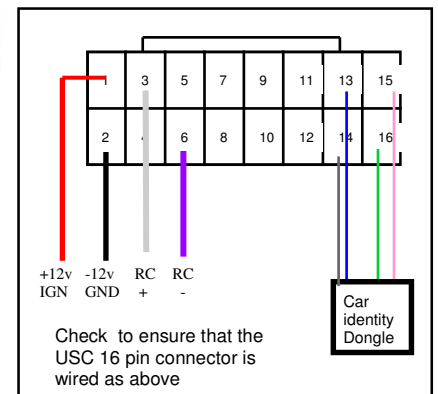 1 3 5 7 9 11 13 15
2 4 6 8 10 12 14 16
+12v -12v RC RC
IGN GND + -
Car
identity
Dongle
Check to ensure that the
USC 16 pin connector is
wired as above